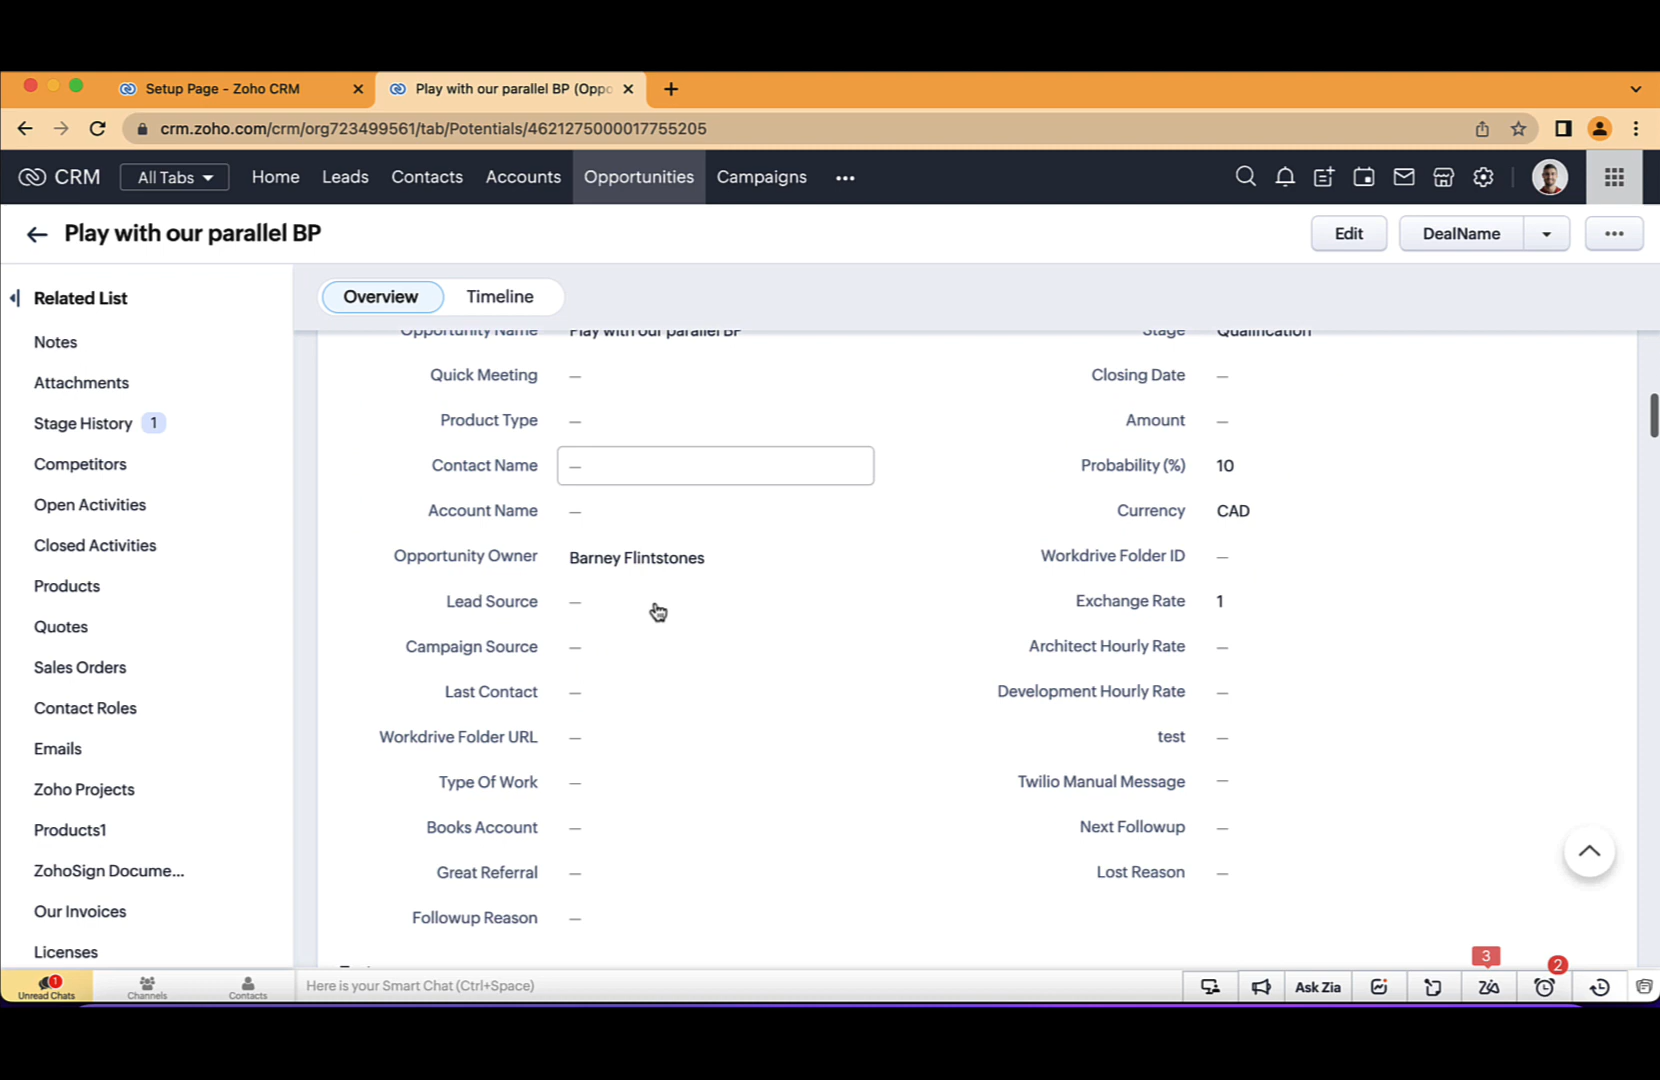 Setup Page - Zoho CRM
Play with our parallel BP (Oppo
crm.zoho.com/crm/org723499561/tab/Potentials/4621275000017755205
CRM All Tabs Home Leads Contacts Accounts Opportunities Campaigns
Play with our parallel BP
Edit DealName
Related List
Notes
Attachments
Stage History 1
Competitors
Open Activities
Closed Activities
Products
Quotes
Sales Orders
Contact Roles
Emails
Zoho Projects
Products1
ZohoSign Docume...
Our Invoices
Licenses
Overview Timeline
Opportunity Name Play with our parallel BP
Quick Meeting —
Product Type —
Contact Name —
Account Name —
Opportunity Owner Barney Flintstones
Lead Source —
Campaign Source —
Last Contact —
Workdrive Folder URL —
Type Of Work —
Books Account —
Great Referral —
Followup Reason —
Stage Qualification
Closing Date —
Amount —
Probability (%) 10
Currency CAD
Workdrive Folder ID —
Exchange Rate 1
Architect Hourly Rate —
Development Hourly Rate —
test —
Twilio Manual Message —
Next Followup —
Lost Reason —
1
Unread Chats Channels Contacts
Here is your Smart Chat (Ctrl+Space)
Ask Zia
3
2